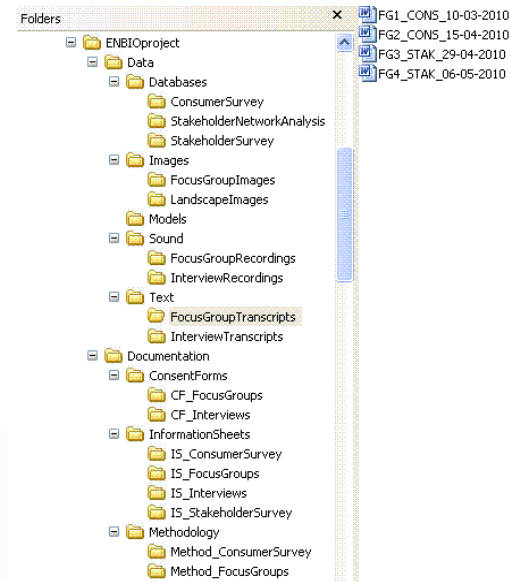 Folders
ENBIOproject
Data
Databases
ConsumerSurvey
StakeholderNetworkAnalysis
StakeholderSurvey
Images
FocusGroupImages
LandscapeImages
Models
Sound
FocusGroupRecordings
InterviewRecordings
Text
FocusGroupTranscripts
InterviewTranscripts
Documentation
ConsentForms
CF_FocusGroups
CF_Interviews
InformationSheets
IS_ConsumerSurvey
IS_FocusGroups
IS_Interviews
IS_StakeholderSurvey
Methodology
Method_ConsumerSurvey
Method_FocusGroups
FG1_CONS_10-03-2010
FG2_CONS_15-04-2010
FG3_STAK_29-04-2010
FG4_STAK_06-05-2010